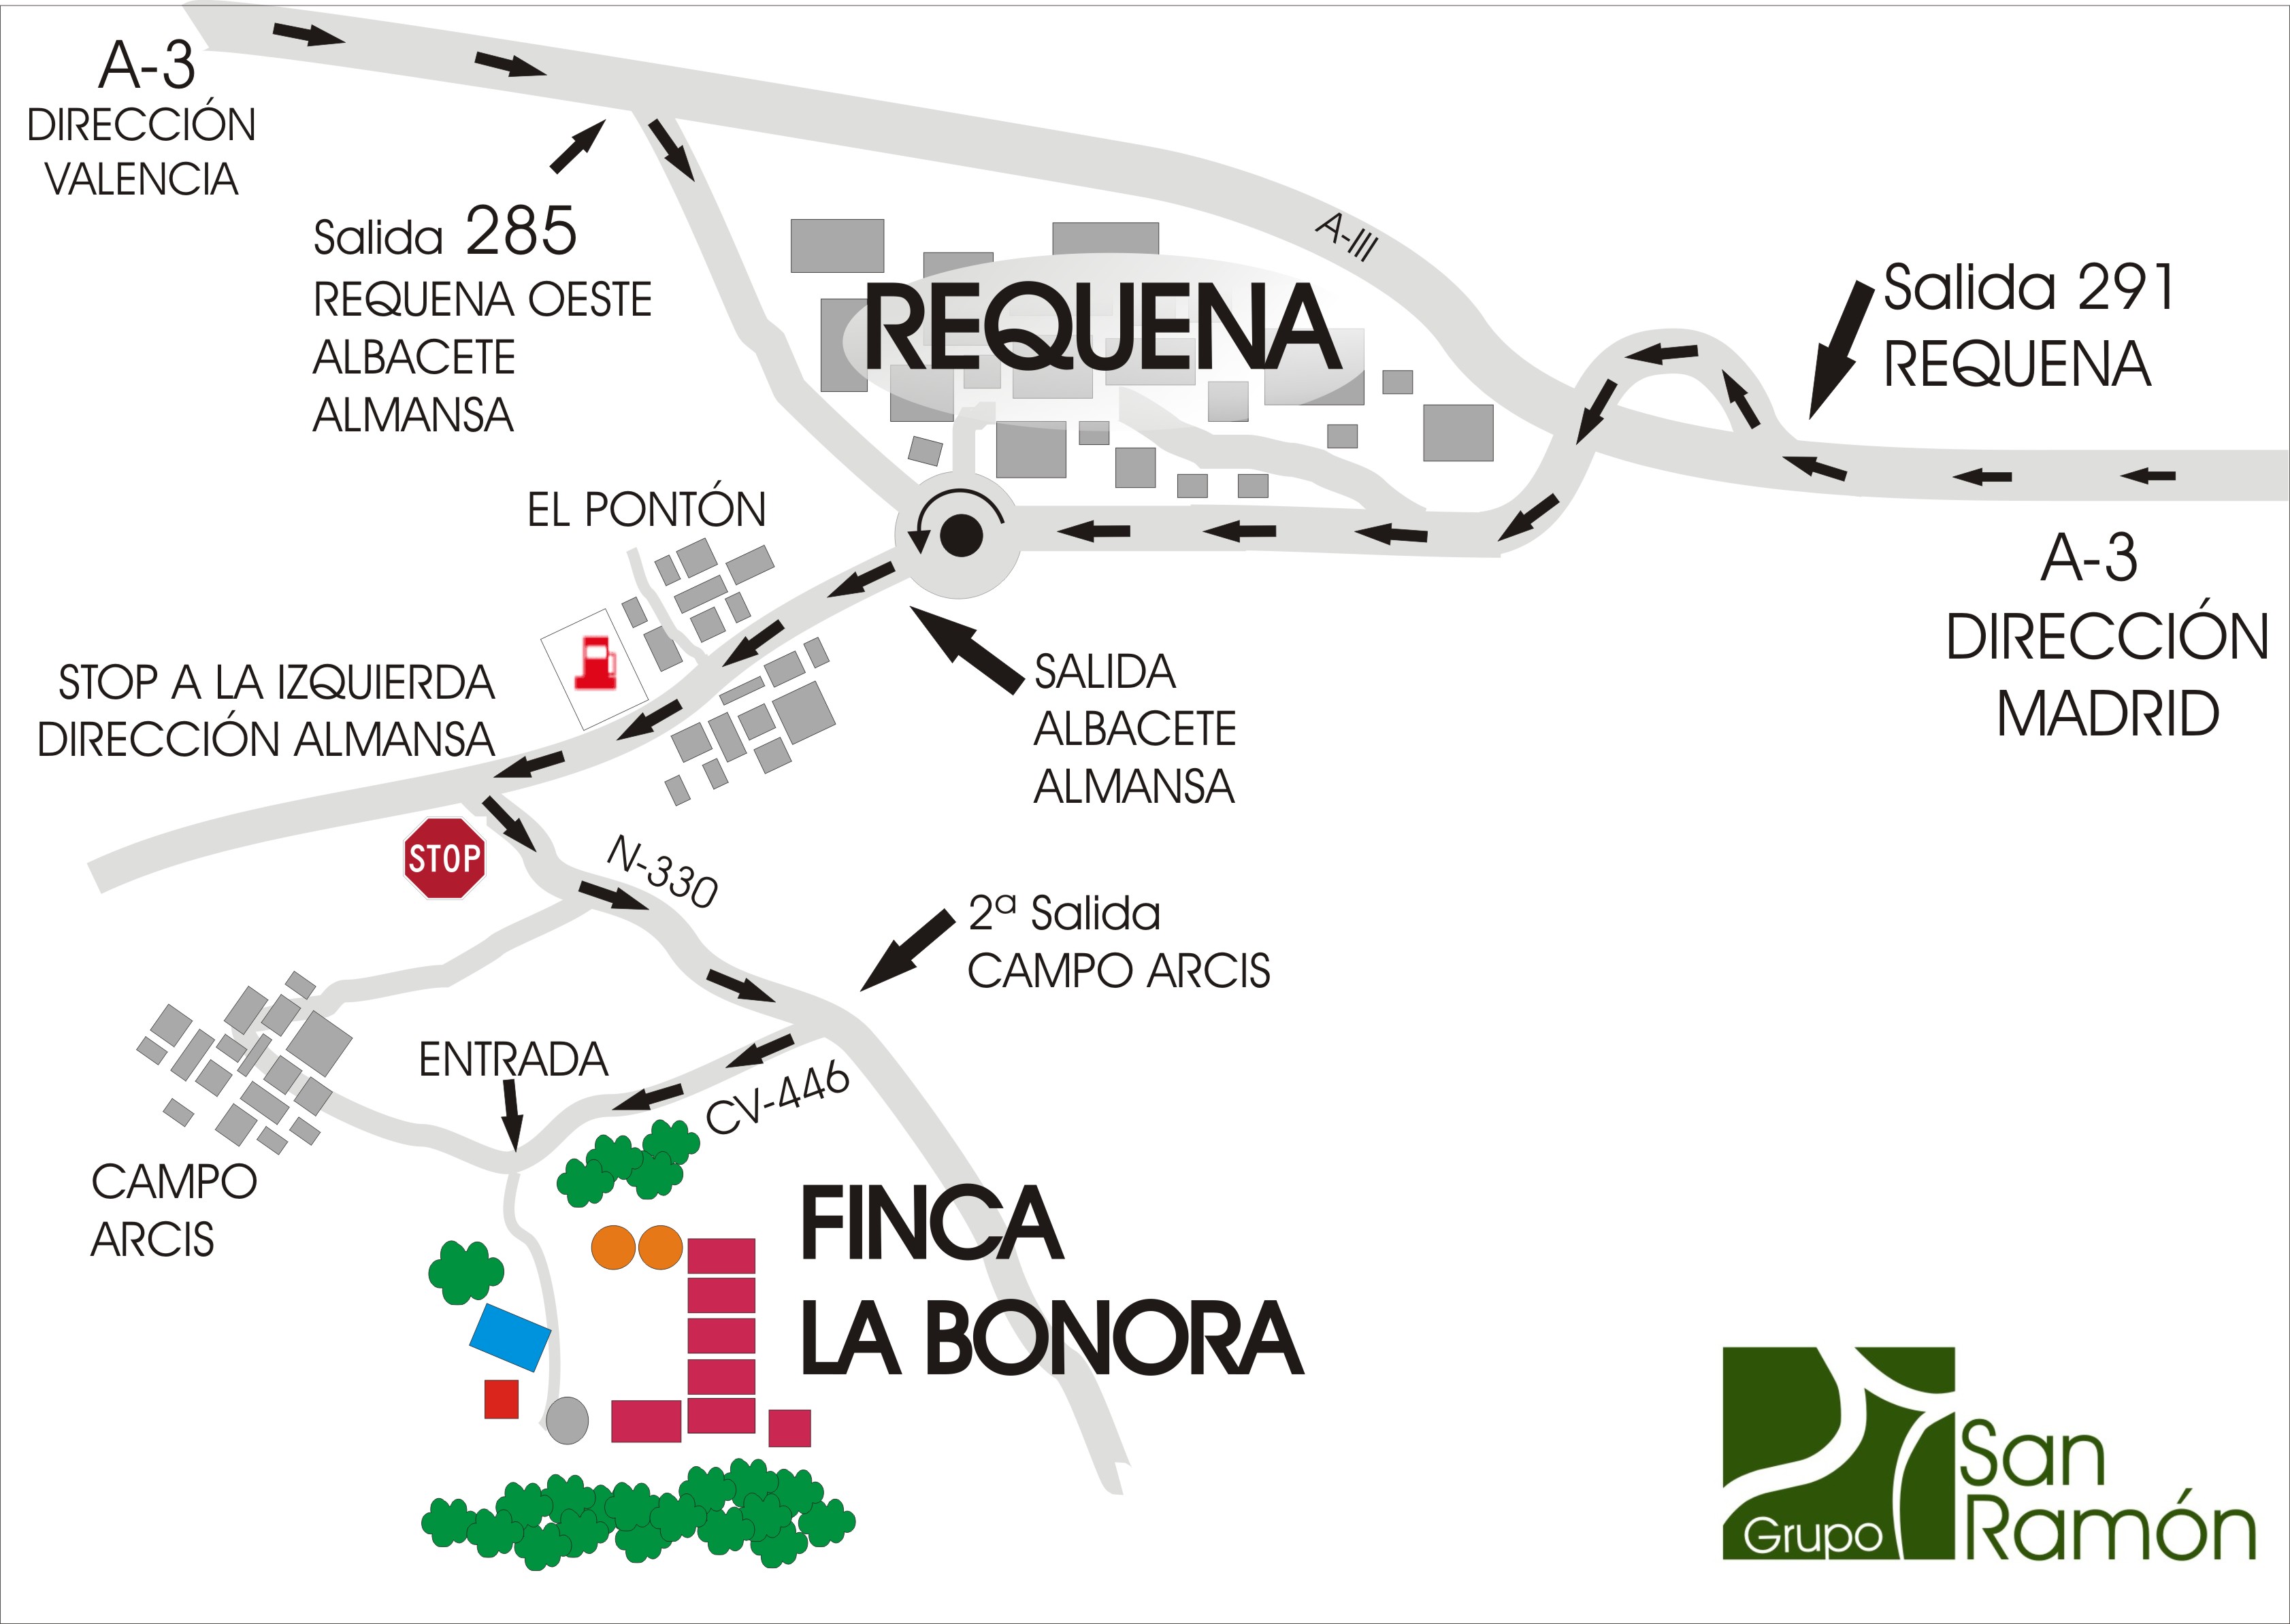 A-3
DIRECCIÓN
VALENCIA
Salida 285
REQUENA OESTE
ALBACETE
ALMANSA
A-III
REQUENA
Salida 291
REQUENA
A-3
DIRECCIÓN
MADRID
EL PONTÓN
SALIDA
ALBACETE
ALMANSA
STOP A LA IZQUIERDA
DIRECCIÓN ALMANSA
STOP
N-330
2ª Salida
CAMPO ARCIS
ENTRADA
CV-446
CAMPO
ARCIS
FINCA
LA BONORA
Grupo
San
Ramón